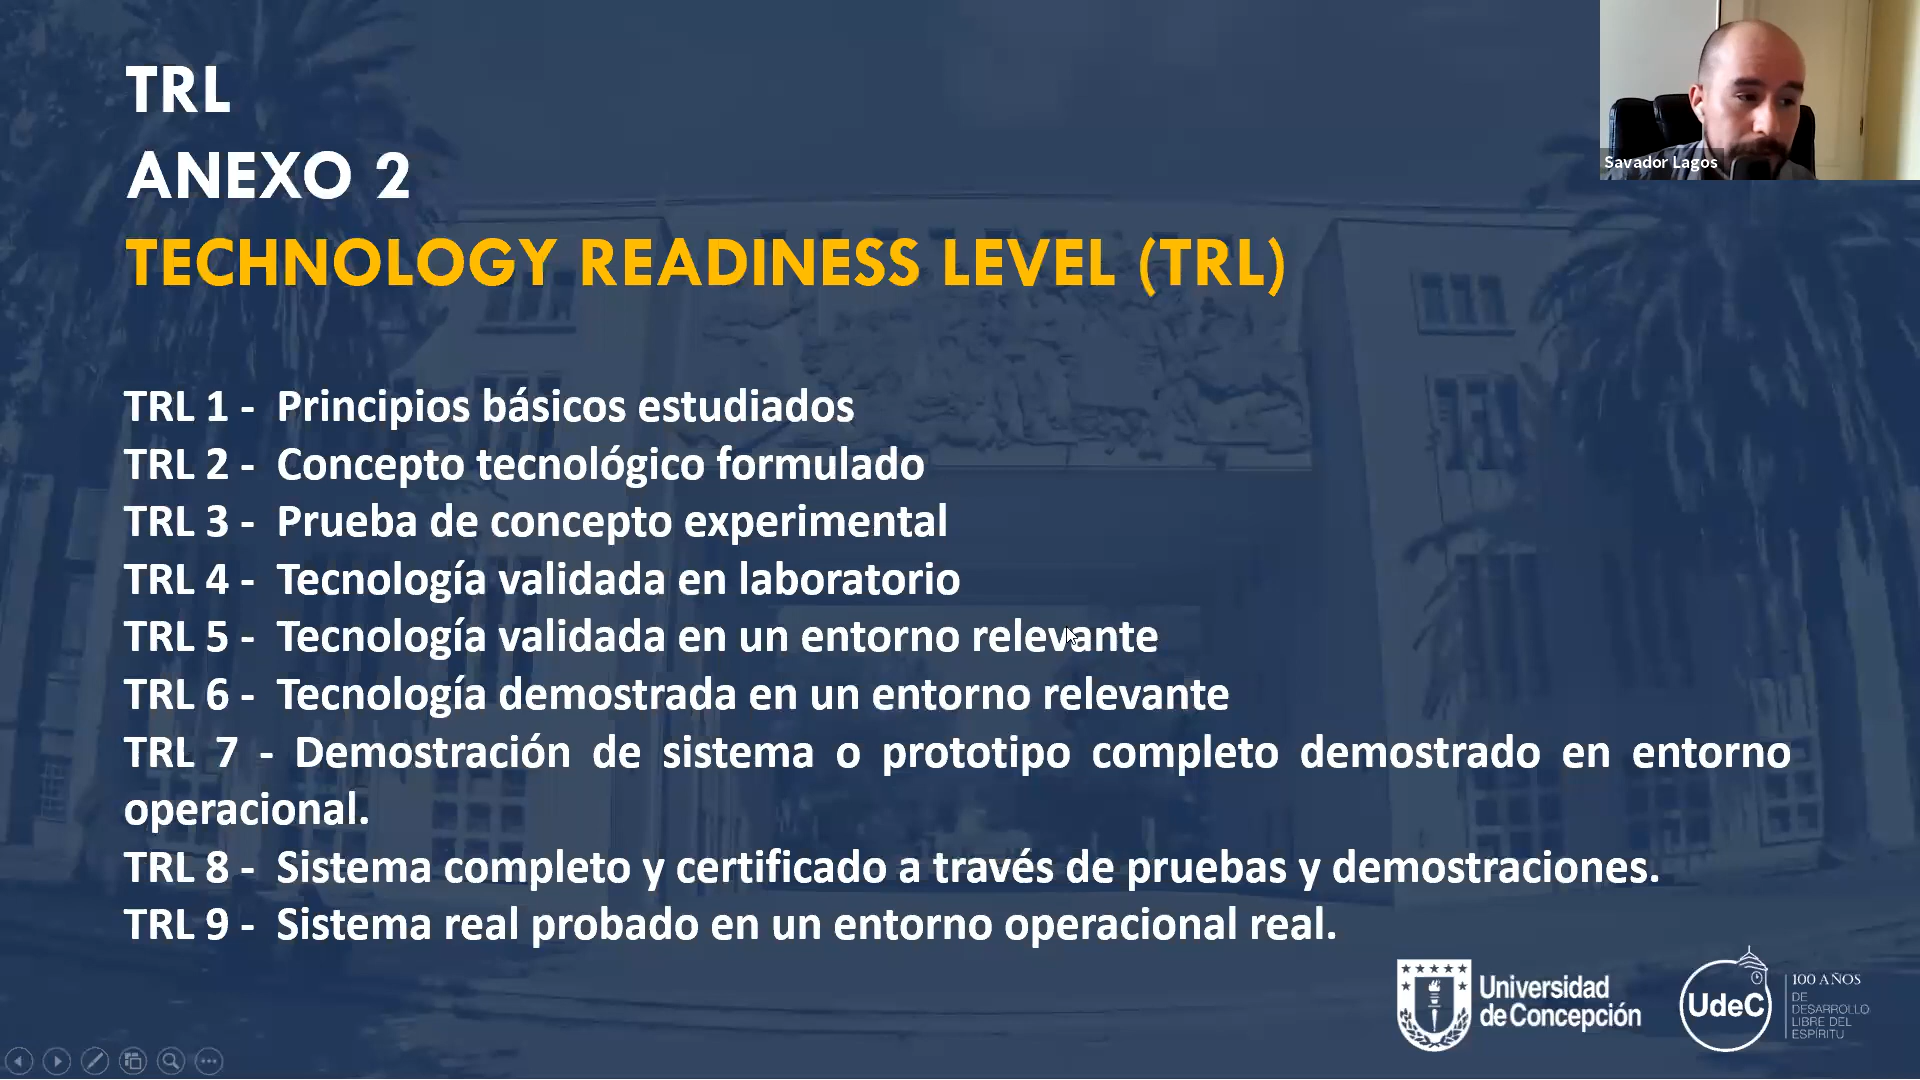 TRL
ANEXO 2
TECHNOLOGY READINESS LEVEL (TRL)
Savador Lagos
TRL 1 - Principios básicos estudiados
TRL 2 - Concepto tecnológico formulado
TRL 3 - Prueba de concepto experimental
TRL 4 - Tecnología validada en laboratorio
TRL 5 - Tecnología validada en un entorno relevante
TRL 6 - Tecnología demostrada en un entorno relevante
TRL 7 - Demostración de sistema o prototipo completo demostrado en entorno
operacional.
TRL 8 - Sistema completo y certificado a través de pruebas y demostraciones.
TRL 9 - Sistema real probado en un entorno operacional real.
Universidad
de Concepción
UdeC
100 AÑOS
DE
DESARROLLO
LIBRE DEL
ESPÍRITU